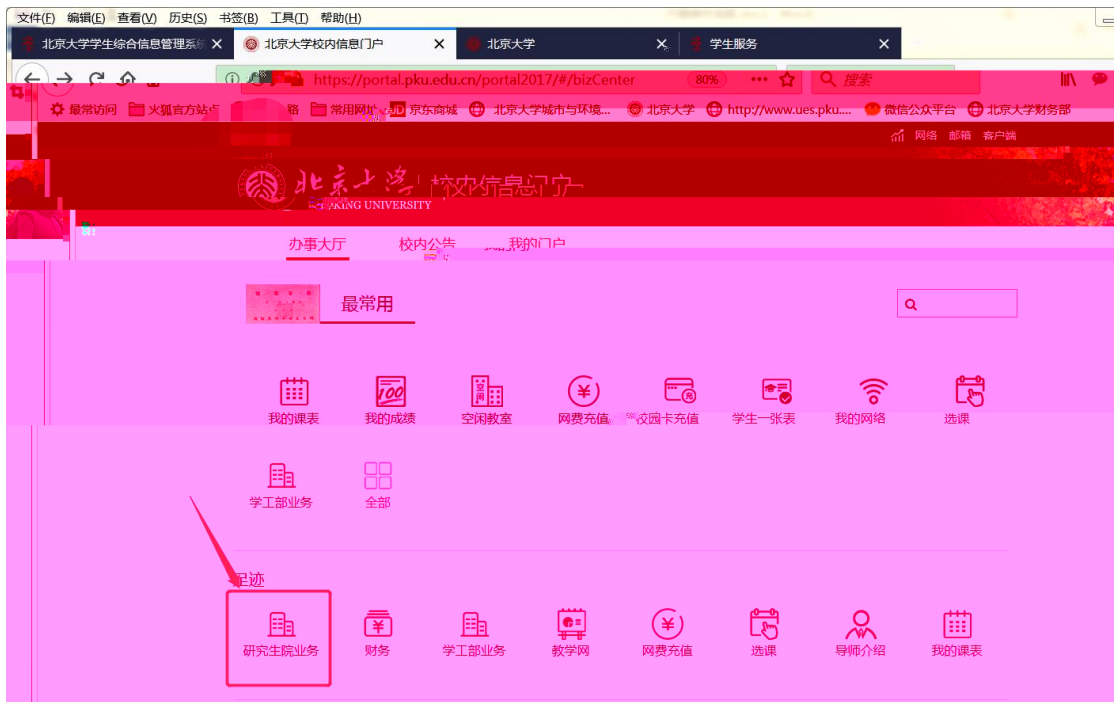 文件(F) 编辑(E) 查看(V) 历史(S) 书签(B) 工具(T) 帮助(H)
北京大学学生综合信息管理系统 北京大学校内信息门户 北京大学 学生服务
https://portal.pku.edu.cn/portal2017/#/bizCenter 80% 搜索
最常访问 火狐官方站点 常用网址 JD 京东商城 北京大学城市与环境... 北京大学 http://www.ues.pku.... 微信公众平台 北京大学财务部
网络 邮箱 客户端
北京大学 校内信息门户
UNIVERSITY
办事大厅 校内公告 我的门户
最常用
我的课表 我的成绩 空闲教室 网费充值 校园卡充值 学生一张表 我的网络 选课
学工部业务 全部
足迹
研究生院业务 财务 学工部业务 教学网 网费充值 选课 导师介绍 我的课表